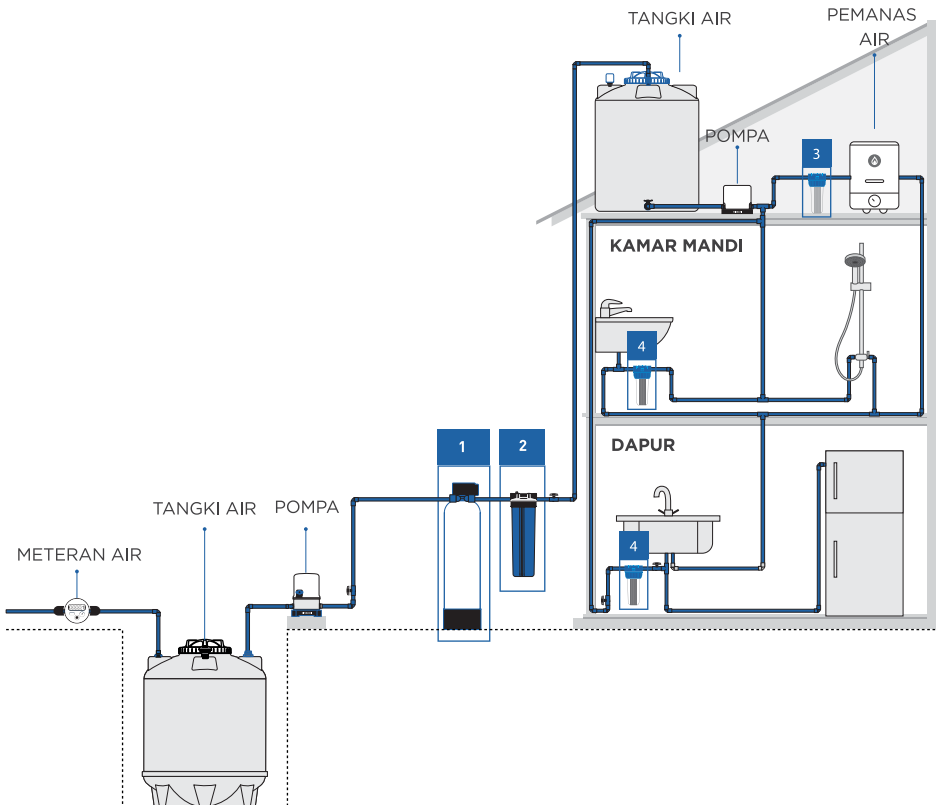 TANGKI AIR
PEMANAS
AIR
POMPA
3
KAMAR MANDI
4
1
2
DAPUR
TANGKI AIR
POMPA
METERAN AIR
4